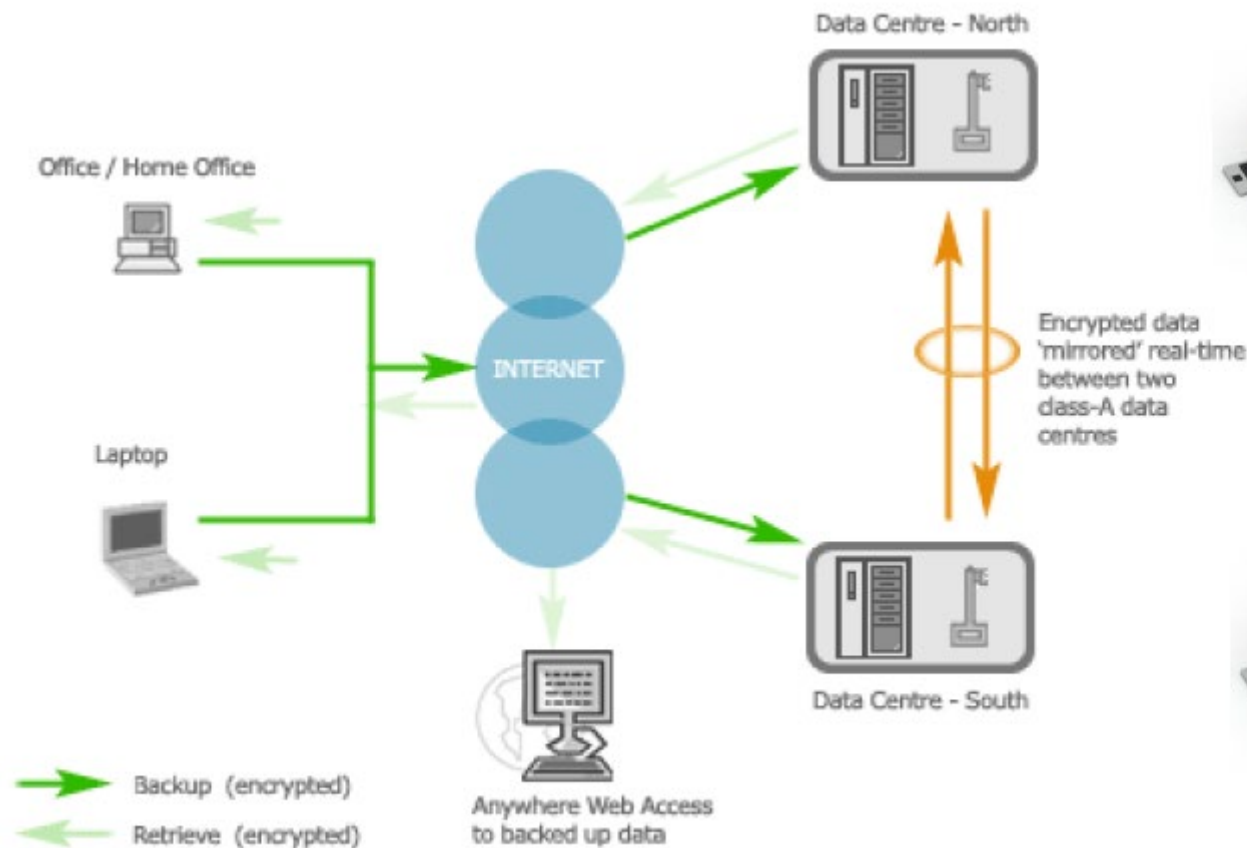 Data Centre - North
Office / Home Office
INTERNET
Encrypted data
'mirrored' real-time
between two
class-A data
centres
Laptop
Data Centre - South
Backup (encrypted)
Retrieve (encrypted)
Anywhere Web Access
to backed up data